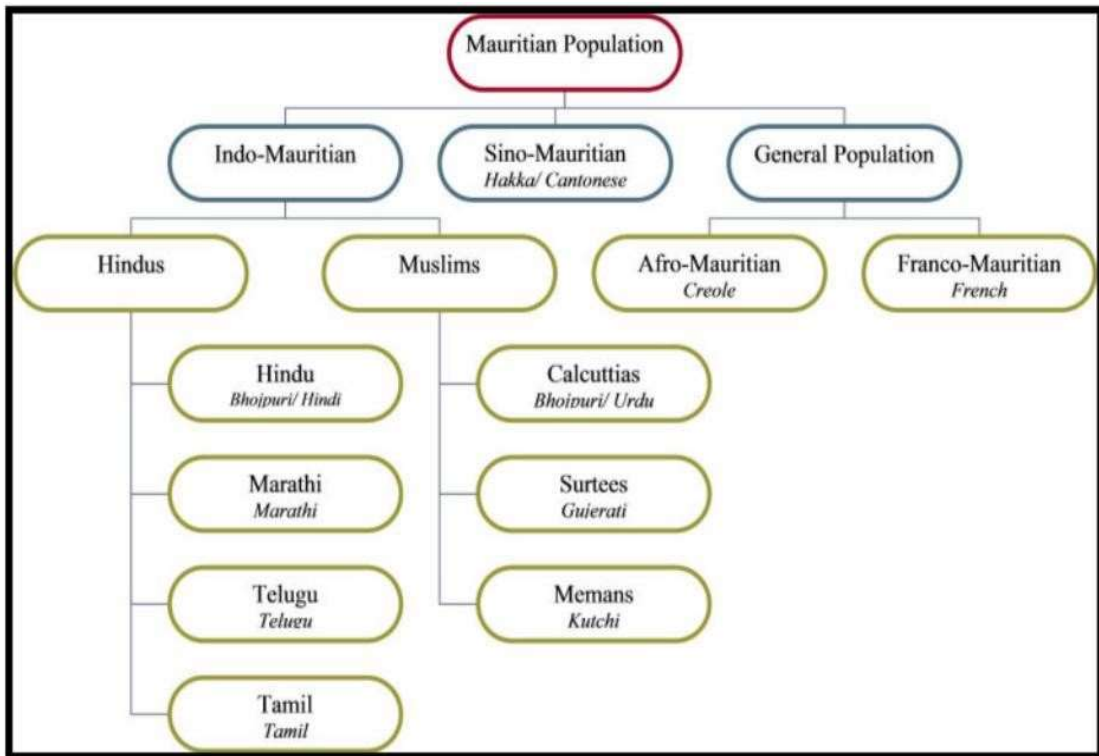 Mauritian Population
Indo-Mauritian
Sino-Mauritian
Hakka/ Cantonese
General Population
Hindus
Muslims
Afro-Mauritian
Creole
Franco-Mauritian
French
Hindu
Bhojpuri/ Hindi
Calcuttias
Bhojpuri/ Urdu
Marathi
Marathi
Surtees
Gujerati
Telugu
Telugu
Memans
Kutchi
Tamil
Tamil